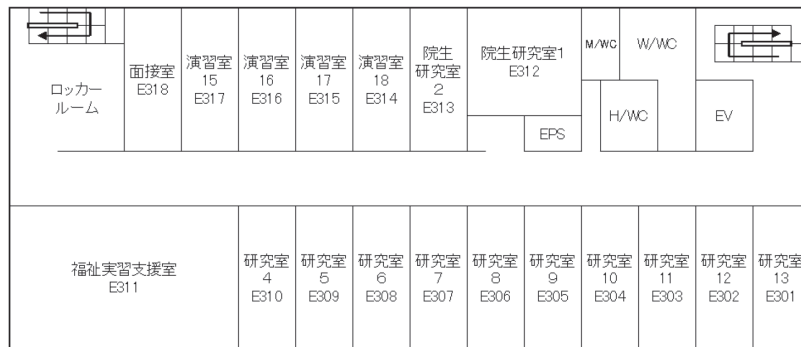 ロッカー
ルーム
面接室
E318
演習室
15
E317
演習室
16
E316
演習室
17
E315
演習室
18
E314
院生
研究室
2
E313
院生研究室1
E312
EPS
M/WC
W/WC
H/WC
EV
福祉実習支援室
E311
研究室
4
E310
研究室
5
E309
研究室
6
E308
研究室
7
E307
研究室
8
E306
研究室
9
E305
研究室
10
E304
研究室
11
E303
研究室
12
E302
研究室
13
E301